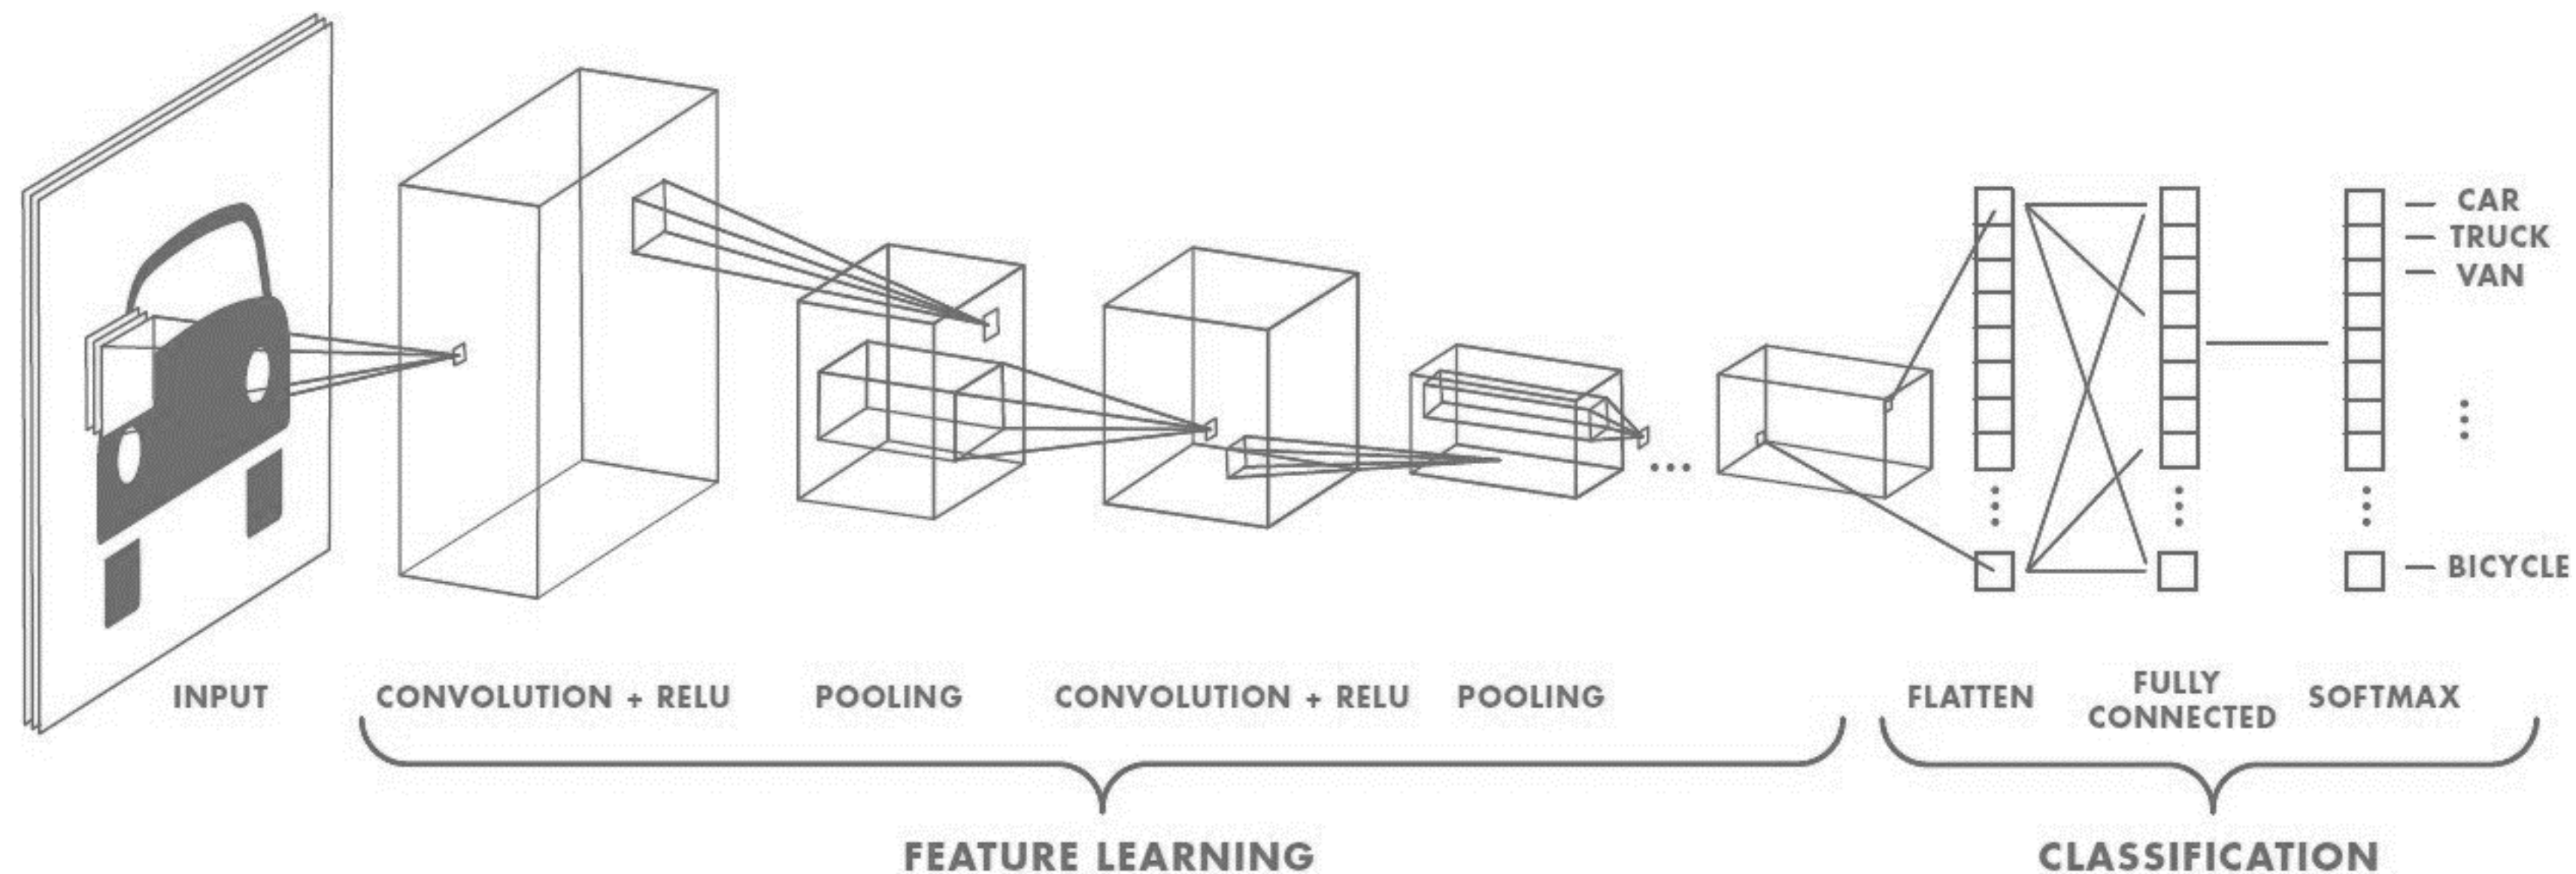 CAR
TRUCK
VAN
BICYCLE
INPUT
CONVOLUTION + RELU
POOLING
CONVOLUTION + RELU
POOLING
FLATTEN
FULLY
CONNECTED
SOFTMAX
FEATURE LEARNING
CLASSIFICATION